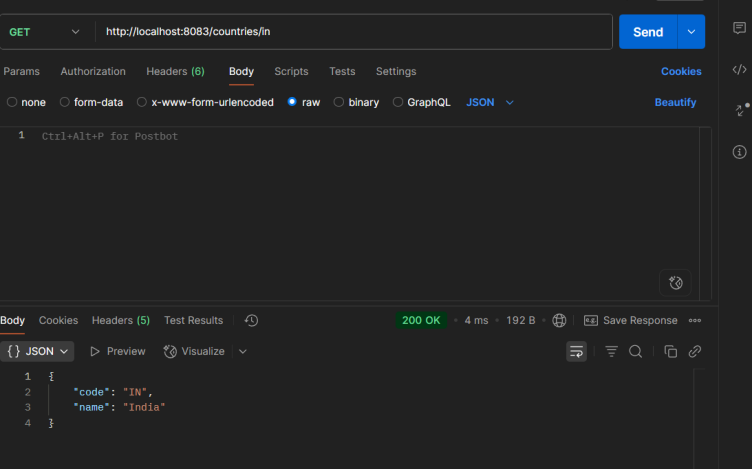 GET http://localhost:8083/countries/in Send
Params Authorization Headers (6) Body Scripts Tests Settings Cookies
none form-data x-www-form-urlencoded raw binary GraphQL JSON Beautify
1 Ctrl+Alt+P for Postbot
Body Cookies Headers (5) Test Results 200 OK • 4 ms • 192 B • Save Response
{} JSON Preview Visualize
1 {
2 "code": "IN",
3 "name": "India"
4 }